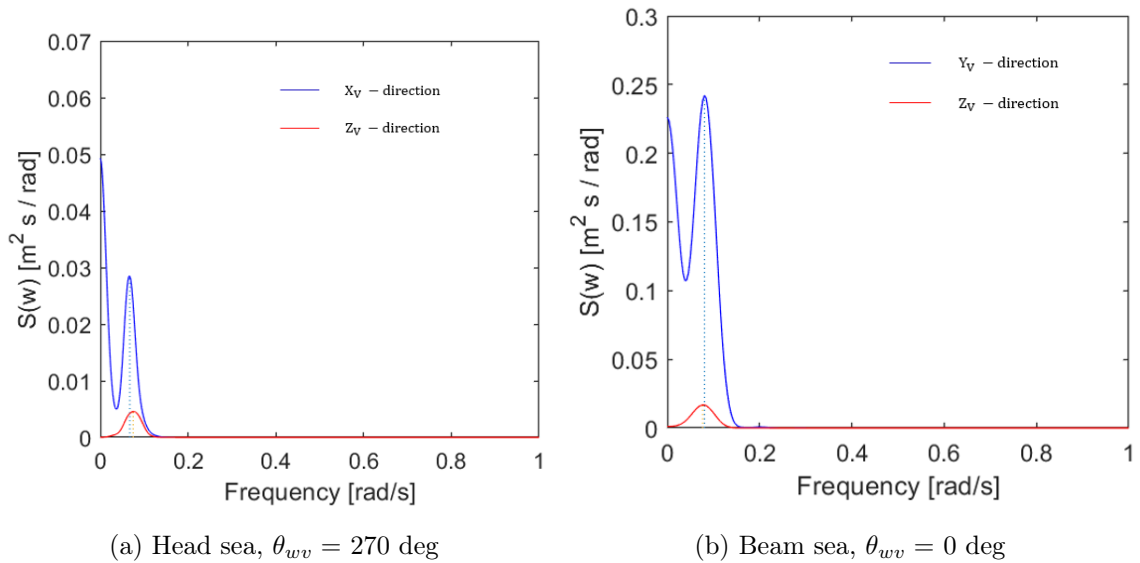 0.07
0.06
0.05
0.04
0.03
0.02
0.01
0
S(w) [m² s / rad]
X_V − direction
Z_V − direction
0 0.2 0.4 0.6 0.8 1
Frequency [rad/s]
(a) Head sea, θ_wv = 270 deg
0.3
0.25
0.2
0.15
0.1
0.05
0
S(w) [m² s / rad]
Y_V − direction
Z_V − direction
0 0.2 0.4 0.6 0.8 1
Frequency [rad/s]
(b) Beam sea, θ_wv = 0 deg